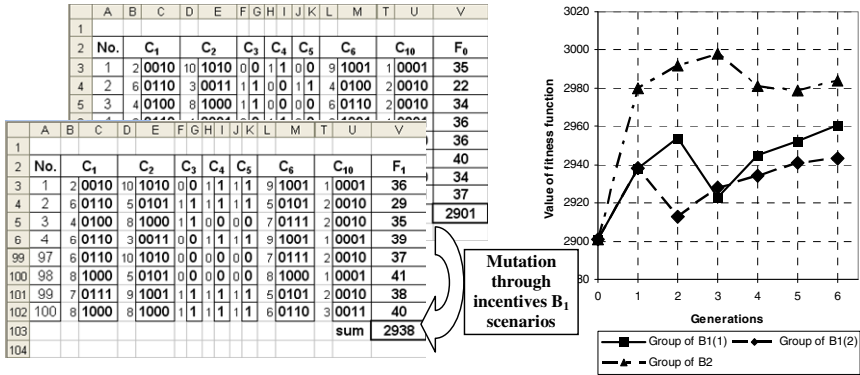 A B C D E F G H I J K L M T U V
1
2 No. C1 C2 C3 C4 C5 C6 C10 F0
3 1 2 0010 10 1010 0 0 1 1 0 0 9 1001 1 0001 35
4 2 6 0110 3 0011 1 1 0 0 1 1 4 0100 2 0010 22
5 3 4 0100 8 1000 1 1 0 0 0 0 6 0110 2 0010 34
36
36
40
34
37
2901
A B C D E F G H I J K L M T U V
1
2 No. C1 C2 C3 C4 C5 C6 C10 F1
3 1 2 0010 10 1010 0 0 1 1 1 1 9 1001 1 0001 36
4 2 6 0110 5 0101 1 1 1 1 1 1 5 0101 2 0010 29
5 3 4 0100 8 1000 1 1 0 0 0 0 7 0111 2 0010 35
6 4 6 0110 3 0011 0 0 1 1 1 1 9 1001 1 0001 39
99 97 6 0110 10 1010 0 0 0 0 0 0 7 0111 2 0010 37
100 98 8 1000 5 0101 0 0 0 0 0 0 8 1000 1 0001 41
101 99 7 0111 9 1001 1 1 1 1 1 1 5 0101 2 0010 38
102 100 8 1000 8 1000 1 1 1 1 1 1 6 0110 3 0011 40
103 sum 2938
104
Mutation
through
incentives B1
scenarios
Value of fitness function
3020
3000
2980
2960
2940
2920
2900
80
0 1 2 3 4 5 6
Generations
Group of B1(1) Group of B1(2)
Group of B2